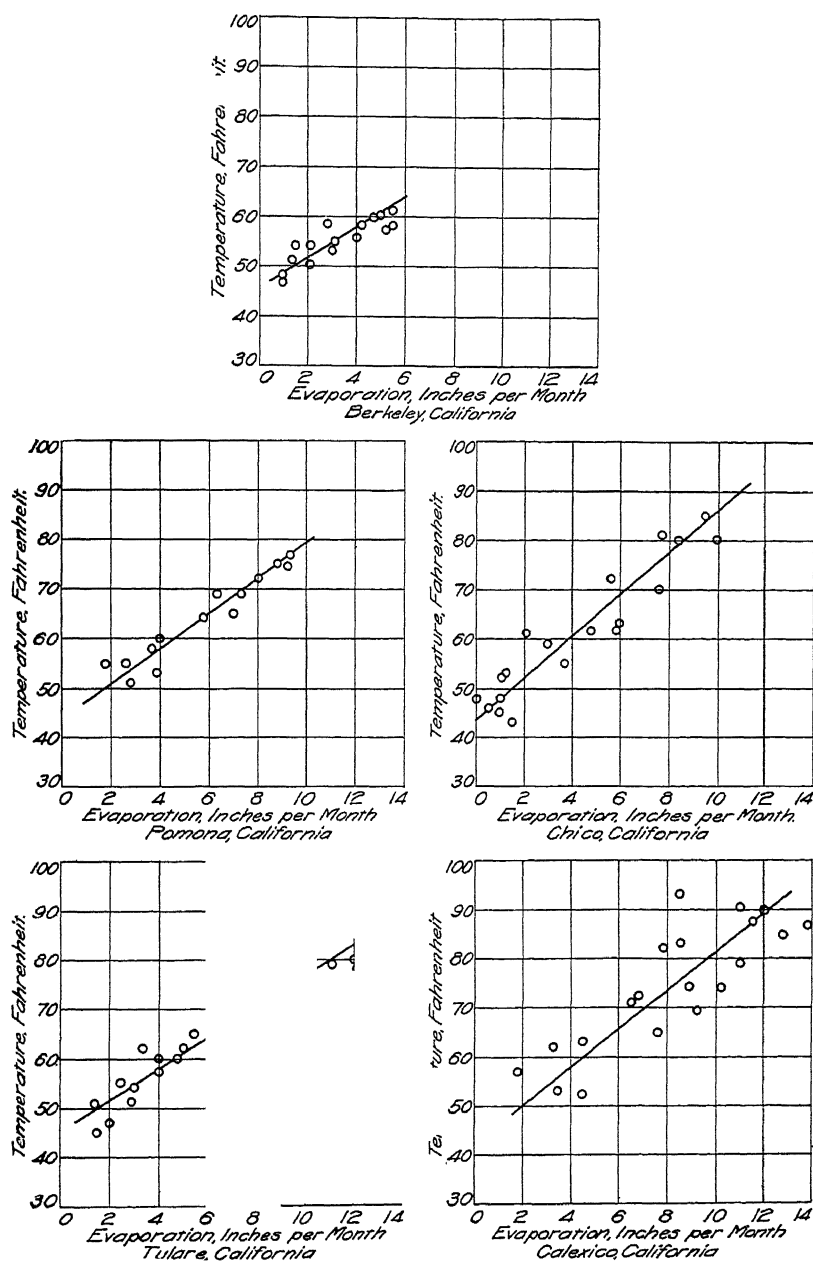 100
90
80
70
60
50
40
30
Temperature, Fahre it.
0 2 4 6 8 10 12 14
Evaporation, Inches per Month
Berkeley, California
100
90
80
70
60
50
40
30
Temperature, Fahrenheit.
0 2 4 6 8 10 12 14
Evaporation, Inches per Month
Pomona, California
100
90
80
70
60
50
40
30
Temperature, Fahrenheit.
0 2 4 6 8 10 12 14
Evaporation, Inches per Month.
Chico, California
100
90
80
70
60
50
40
30
Temperature, Fahrenheit.
0 2 4 6 8 10 12 14
Evaporation, Inches per Month
Tulare, California
100
90
80
70
60
50
40
30
Te ture, Fahrenheit
0 2 4 6 8 10 12 14
Evaporation, Inches per Month
Calexico, California